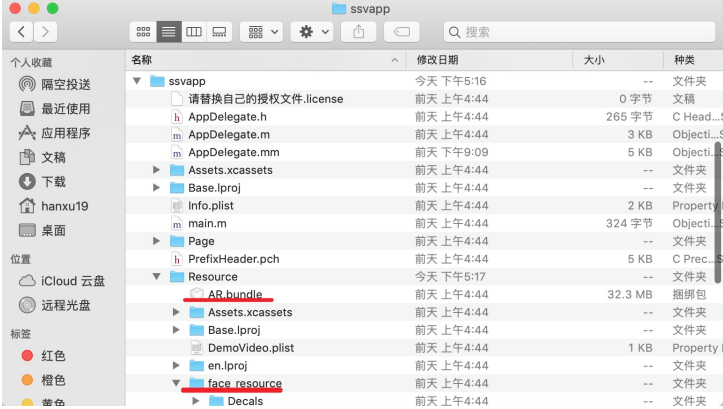 ssvapp
搜索
个人收藏
隔空投送
最近使用
应用程序
文稿
下载
hanxu19
桌面
位置
iCloud 云盘
远程光盘
标签
红色
橙色
黄色
名称 修改日期 大小 种类
ssvapp 今天 下午5:16 -- 文件夹
请替换自己的授权文件.license 前天 上午4:44 0 字节 文稿
h AppDelegate.h 前天 上午4:44 265 字节 C Head...S
m AppDelegate.m 前天 上午4:44 3 KB Objecti...S
m AppDelegate.mm 前天 下午9:09 5 KB Objecti...S
Assets.xcassets 前天 上午4:44 -- 文件夹
Base.lproj 前天 上午4:44 -- 文件夹
Info.plist 前天 上午4:44 2 KB Property
m main.m 前天 上午4:44 324 字节 Objecti...S
Page 前天 上午4:44 -- 文件夹
h PrefixHeader.pch 前天 上午4:44 5 KB C Prec...S
Resource 今天 下午5:17 -- 文件夹
AR.bundle 前天 上午4:44 32.3 MB 捆绑包
Assets.xcassets 前天 上午4:44 -- 文件夹
Base.lproj 前天 上午4:44 -- 文件夹
DemoVideo.plist 前天 上午4:44 1 KB Property
en.lproj 前天 上午4:44 -- 文件夹
face_resource 前天 上午4:44 -- 文件夹
Decals 前天 上午4:44 -- 文件夹